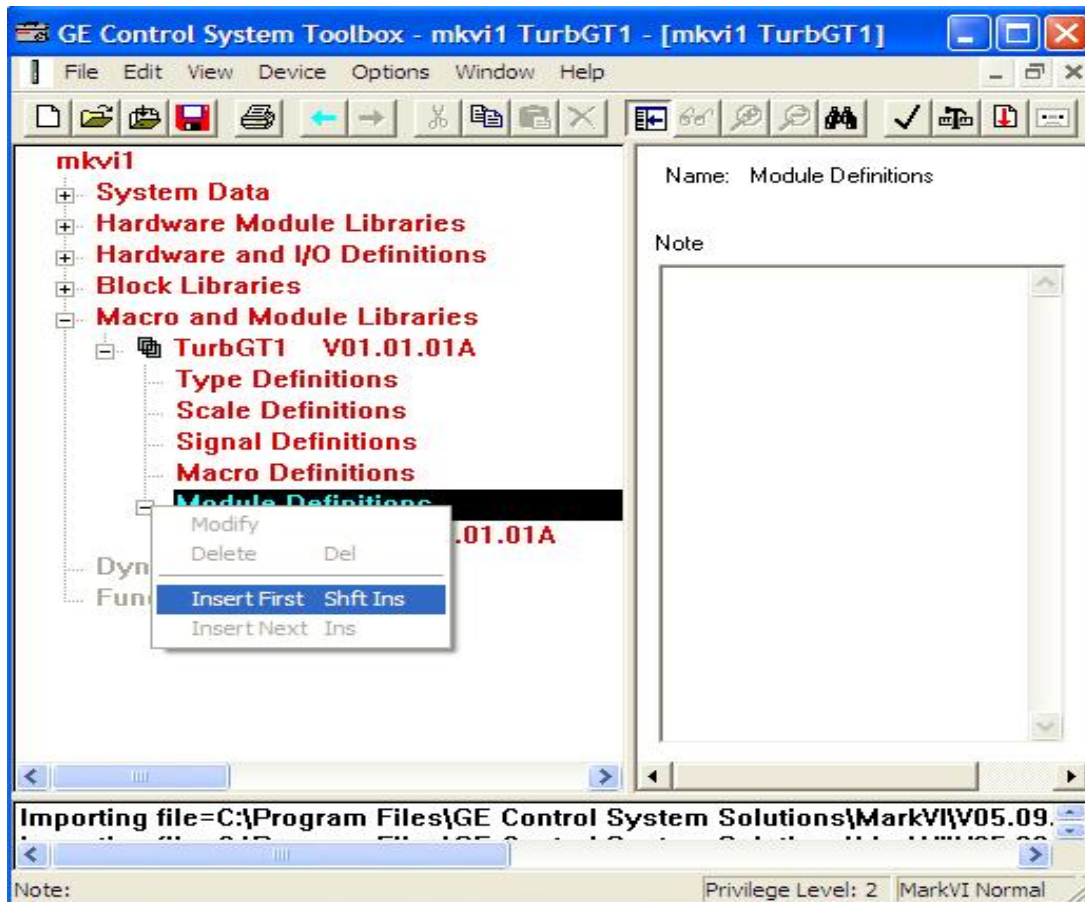 GE Control System Toolbox - mkvi1 TurbGT1 - [mkvi1 TurbGT1]
File Edit View Device Options Window Help
mkvi1
System Data
Hardware Module Libraries
Hardware and I/O Definitions
Block Libraries
Macro and Module Libraries
TurbGT1 V01.01.01A
Type Definitions
Scale Definitions
Signal Definitions
Macro Definitions
Module Definitions
.01.01A
Dyn
Fun
Modify
Delete Del
Insert First Shft Ins
Insert Next Ins
Name: Module Definitions
Note
Importing file=C:\Program Files\GE Control System Solutions\MarkVI\V05.09.
Note:
Privilege Level: 2 MarkVI Normal